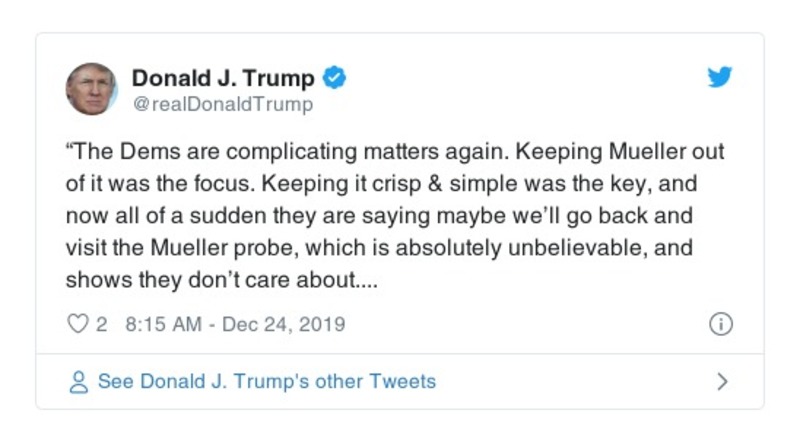 Donald J. Trump
@realDonaldTrump
“The Dems are complicating matters again. Keeping Mueller out
of it was the focus. Keeping it crisp & simple was the key, and
now all of a sudden they are saying maybe we’ll go back and
visit the Mueller probe, which is absolutely unbelievable, and
shows they don’t care about....
2 8:15 AM - Dec 24, 2019
See Donald J. Trump's other Tweets